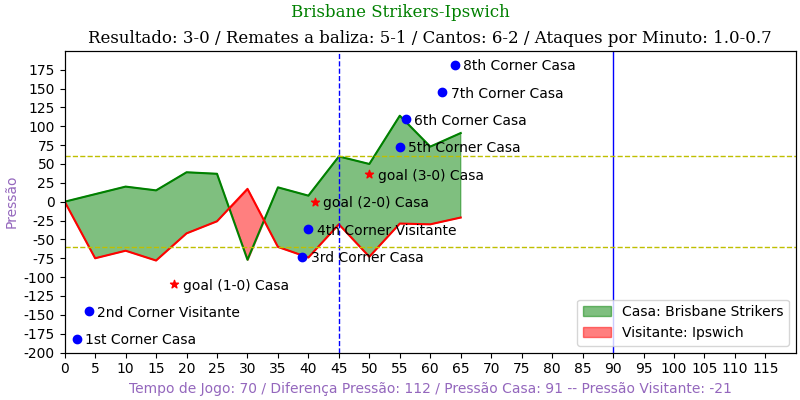 Brisbane Strikers-Ipswich
Resultado: 3-0 / Remates a baliza: 5-1 / Cantos: 6-2 / Ataques por Minuto: 1.0-0.7
Pressão
175
150
125
100
75
50
25
0
-25
-50
-75
-100
-125
-150
-175
-200
8th Corner Casa
7th Corner Casa
6th Corner Casa
5th Corner Casa
goal (3-0) Casa
goal (2-0) Casa
4th Corner Visitante
3rd Corner Casa
goal (1-0) Casa
2nd Corner Visitante
1st Corner Casa
Casa: Brisbane Strikers
Visitante: Ipswich
0 5 10 15 20 25 30 35 40 45 50 55 60 65 70 75 80 85 90 95 100 105 110 115
Tempo de Jogo: 70 / Diferença Pressão: 112 / Pressão Casa: 91 -- Pressão Visitante: -21